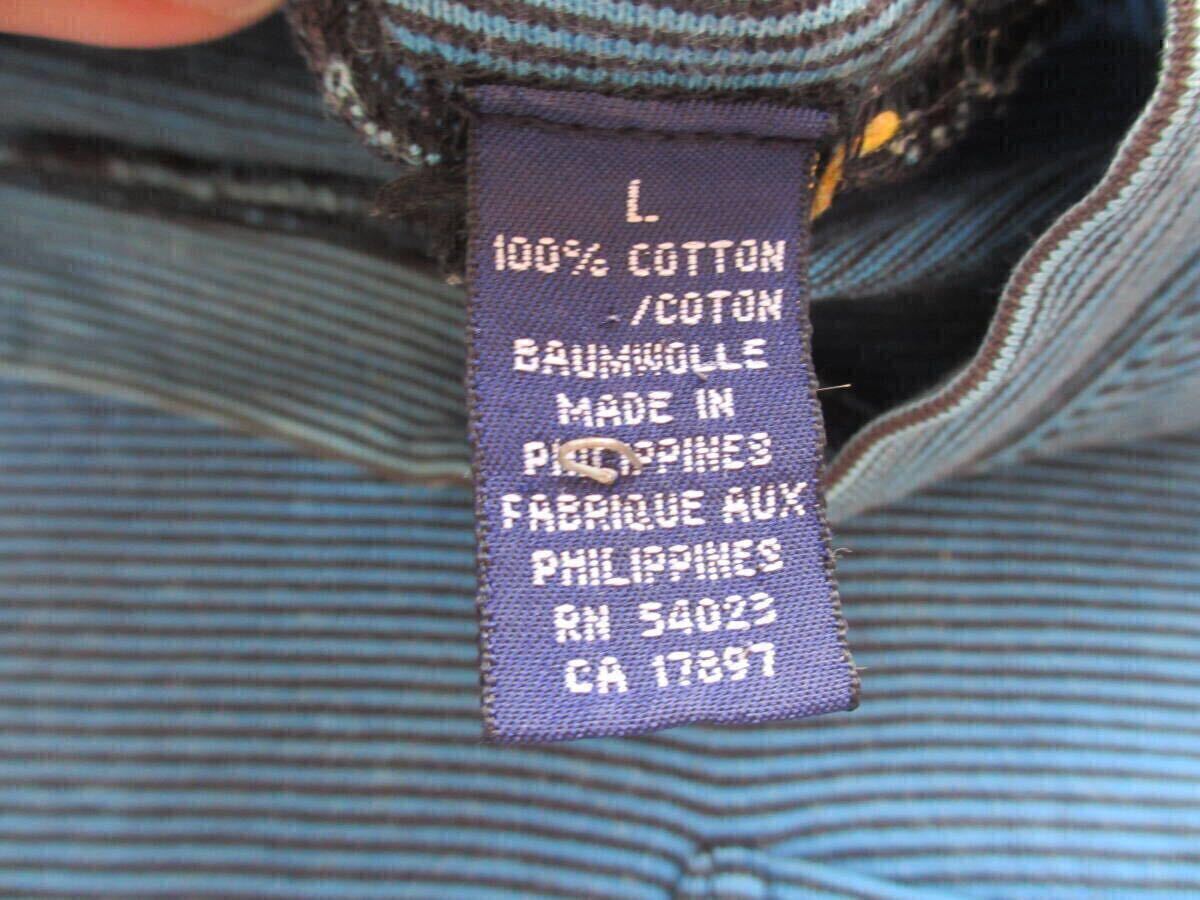 L
100% COTTON
/COTON
BAUMWOLLE
MADE IN
PHILIPPINES
FABRIQUE AUX
PHILIPPINES
RN 54023
CA 17897